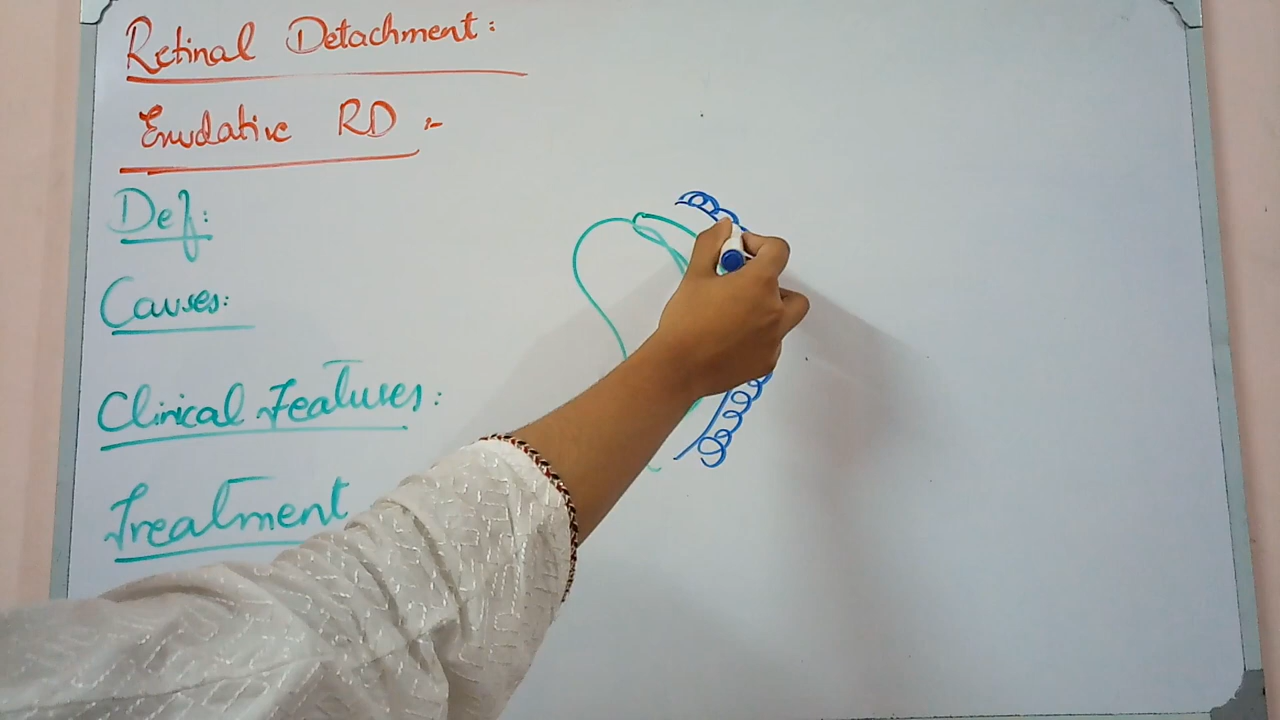 Retinal Detachment:
Exudative RD :-
Def:
Causes:
Clinical Features:
Treatment